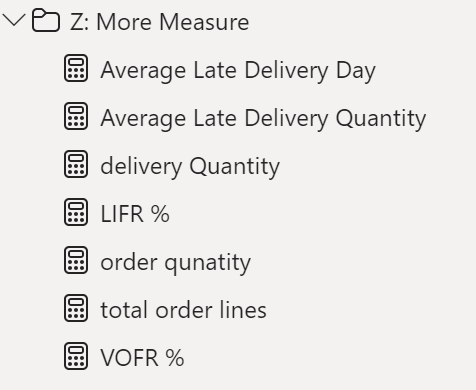 Z: More Measure
Average Late Delivery Day
Average Late Delivery Quantity
delivery Quantity
LIFR %
order qunatity
total order lines
VOFR %